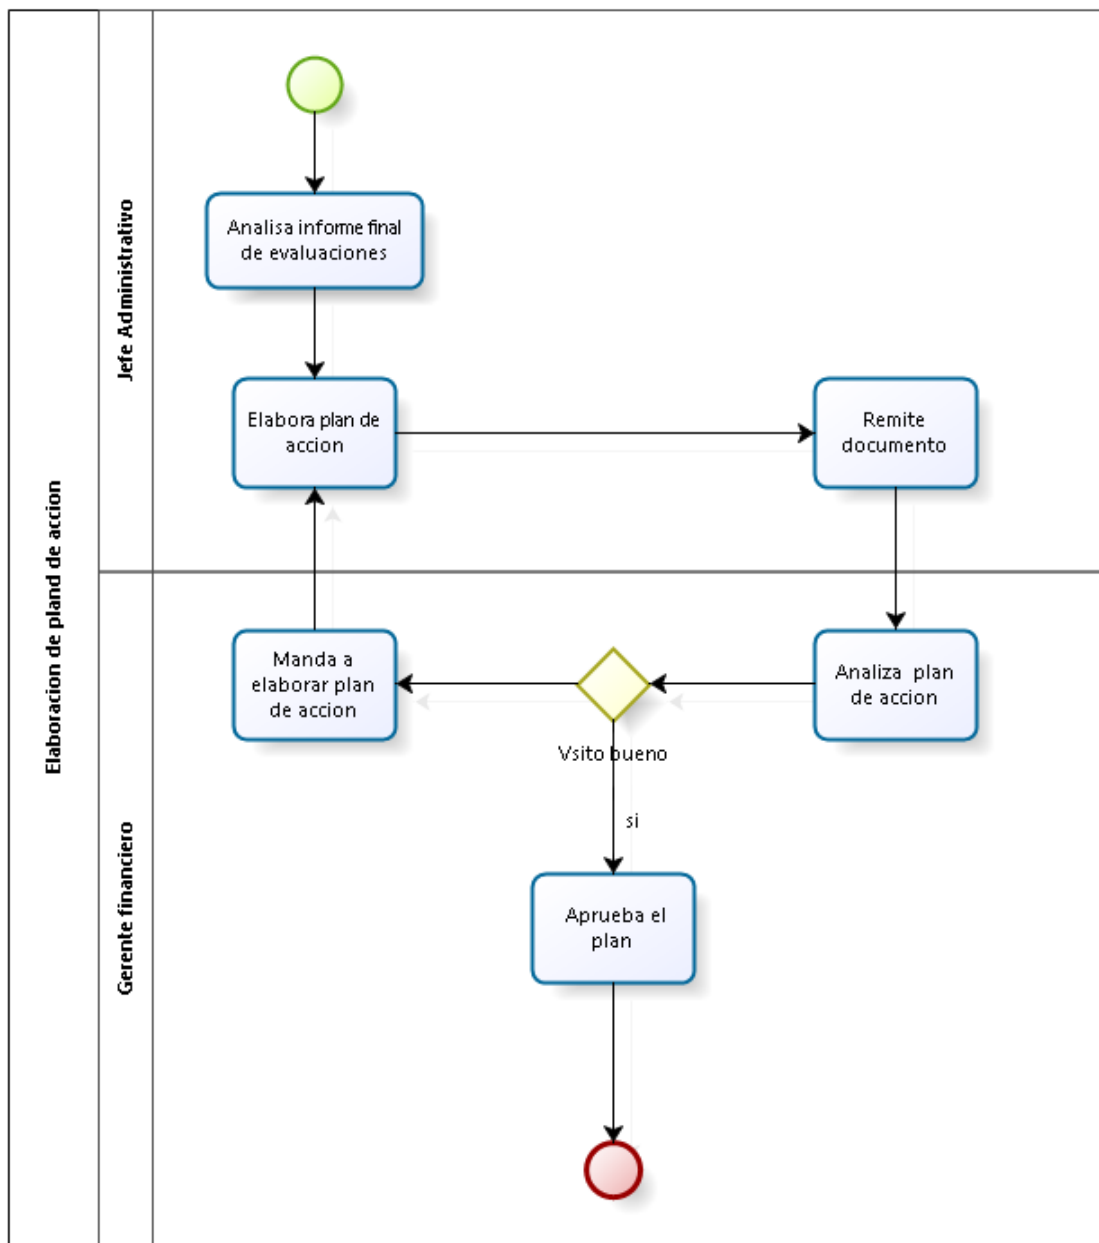 Elaboracion de pland de accion
Jefe Administrativo
Analisa informe final
de evaluaciones
Elabora plan de
accion
Remite
documento
Gerente financiero
Manda a
elaborar plan
de accion
Analiza plan
de accion
Vsito bueno
si
Aprueba el
plan